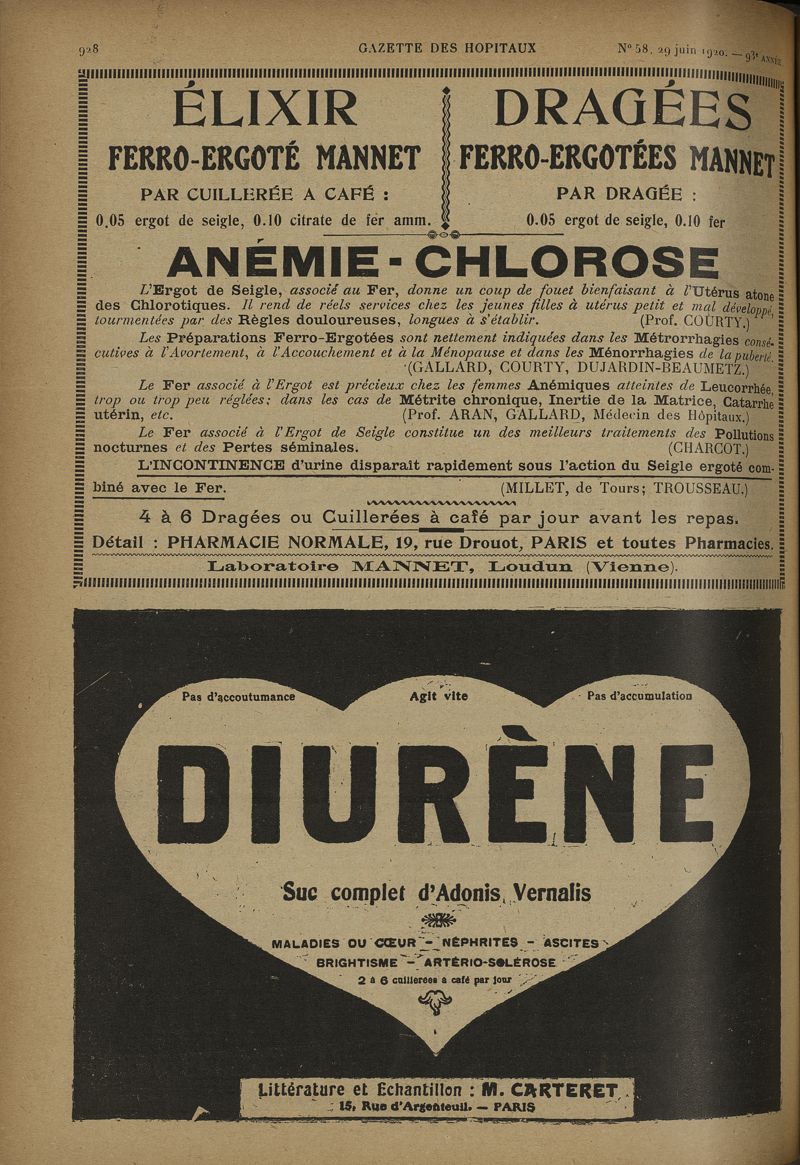 928
GAZETTE DES HOPITAUX
N° 58, 29 juin 1920. — 93e ANNÉE
ÉLIXIR
FERRO-ERGOTÉ MANNET
PAR CUILLERÉE A CAFÉ :
0.05 ergot de seigle, 0.10 citrate de fer amm.
DRAGÉES
FERRO-ERGOTÉES MANNET
PAR DRAGÉE :
0.05 ergot de seigle, 0.10 fer
ANÉMIE - CHLOROSE
L'Ergot de Seigle, associé au Fer, donne un coup de fouet bienfaisant à l'Utérus atone
des Chlorotiques. Il rend de réels services chez les jeunes filles à utérus petit et mal développé,
tourmentées par des Règles douloureuses, longues à s'établir. (Prof. COURTY.)
Les Préparations Ferro-Ergotées sont nettement indiquées dans les Métrorrhagies consé-
cutives à l'Avortement, à l'Accouchement et à la Ménopause et dans les Ménorrhagies de la puberté.
(GALLARD, COURTY, DUJARDIN-BEAUMETZ.)
Le Fer associé à l'Ergot est précieux chez les femmes Anémiques atteintes de Leucorrhée,
trop ou trop peu réglées; dans les cas de Métrite chronique, Inertie de la Matrice, Catarrhe
utérin, etc. (Prof. ARAN, GALLARD, Médecin des Hôpitaux.)
Le Fer associé à l'Ergot de Seigle constitue un des meilleurs traitements des Pollutions
nocturnes et des Pertes séminales. (CHARCOT.)
L'INCONTINENCE d'urine disparaît rapidement sous l'action du Seigle ergoté com-
biné avec le Fer. (MILLET, de Tours; TROUSSEAU.)
4 à 6 Dragées ou Cuillerées à café par jour avant les repas.
Détail : PHARMACIE NORMALE, 19, rue Drouot, PARIS et toutes Pharmacies.
Laboratoire MANNET, Loudun (Vienne).
Pas d'accoutumance
Agit vite
Pas d'accumulation
DIURÈNE
Suc complet d'Adonis Vernalis
MALADIES DU CŒUR - NÉPHRITES - ASCITES
BRIGHTISME - ARTÉRIO-SCLÉROSE
2 à 6 cuillerées à café par jour
Littérature et Echantillon : M. CARTERET
15, Rue d'Argenteuil. — PARIS